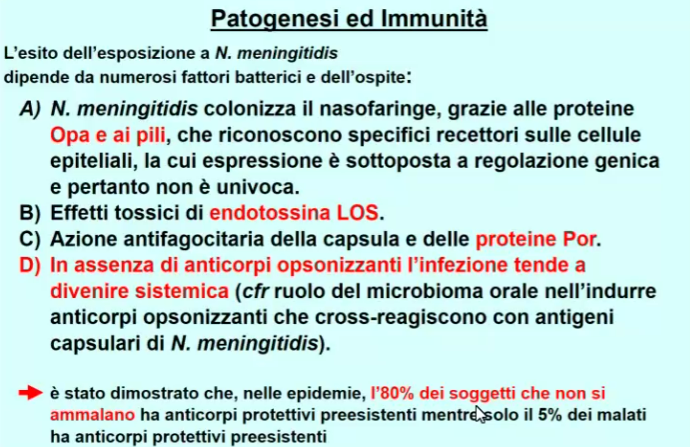 Patogenesi ed Immunità
L'esito dell'esposizione a N. meningitidis
dipende da numerosi fattori batterici e dell'ospite:
A) N. meningitidis colonizza il nasofaringe, grazie alle proteine
Opa e ai pili, che riconoscono specifici recettori sulle cellule
epiteliali, la cui espressione è sottoposta a regolazione genica
e pertanto non è univoca.
B) Effetti tossici di endotossina LOS.
C) Azione antifagocitaria della capsula e delle proteine Por.
D) In assenza di anticorpi opsonizzanti l'infezione tende a
divenire sistemica (cfr ruolo del microbioma orale nell'indurre
anticorpi opsonizzanti che cross-reagiscono con antigeni
capsulari di N. meningitidis).
è stato dimostrato che, nelle epidemie, l'80% dei soggetti che non si
ammalano ha anticorpi protettivi preesistenti mentre solo il 5% dei malati
ha anticorpi protettivi preesistenti